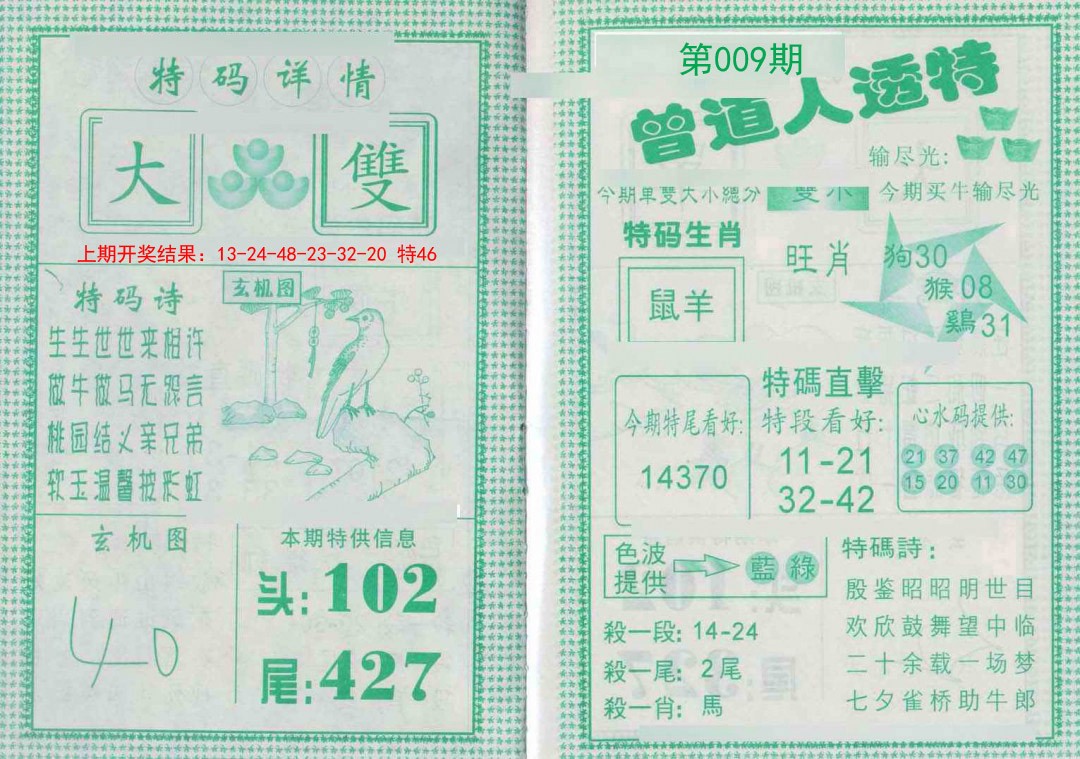 特码详情
大 雙
上期开奖结果：13-24-48-23-32-20 特46
特码诗
生生世世来相许
做牛做马无怨言
桃园结义亲兄弟
软玉温馨披彩虹
玄机图
玄机图
40
本期特供信息
头:102
尾:427
第009期
曾道人透特
输尽光:
今期单雙大小總分 雙小 今期买牛输尽光
特码生肖
鼠羊
旺肖
狗30
猴08
鷄31
今期特尾看好:
14370
特碼直擊
特段看好:
11-21
32-42
心水码提供:
21 37 42 47
15 20 11 30
色波提供 藍 綠
殺一段: 14-24
殺一尾: 2尾
殺一肖: 馬
特碼詩:
殷鉴昭昭明世目
欢欣鼓舞望中临
二十余载一场梦
七夕雀桥助牛郎